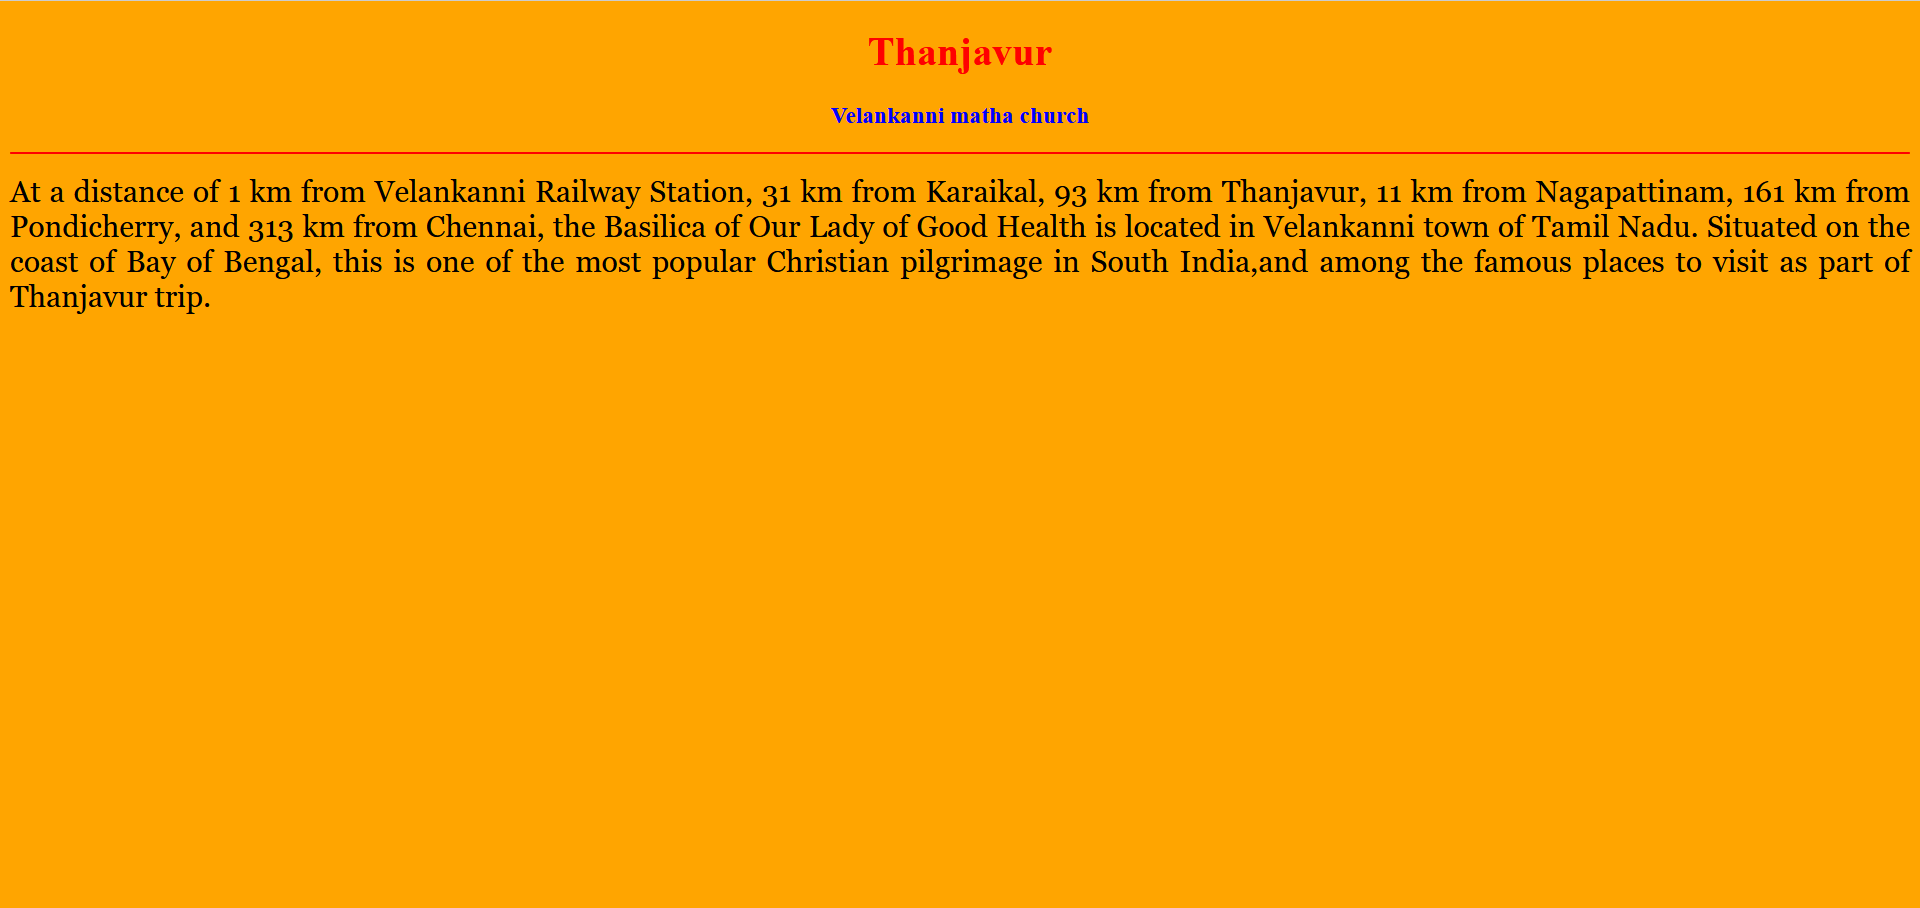 Thanjavur
Velankanni matha church
At a distance of 1 km from Velankanni Railway Station, 31 km from Karaikal, 93 km from Thanjavur, 11 km from Nagapattinam, 161 km from
Pondicherry, and 313 km from Chennai, the Basilica of Our Lady of Good Health is located in Velankanni town of Tamil Nadu. Situated on the
coast of Bay of Bengal, this is one of the most popular Christian pilgrimage in South India,and among the famous places to visit as part of
Thanjavur trip.